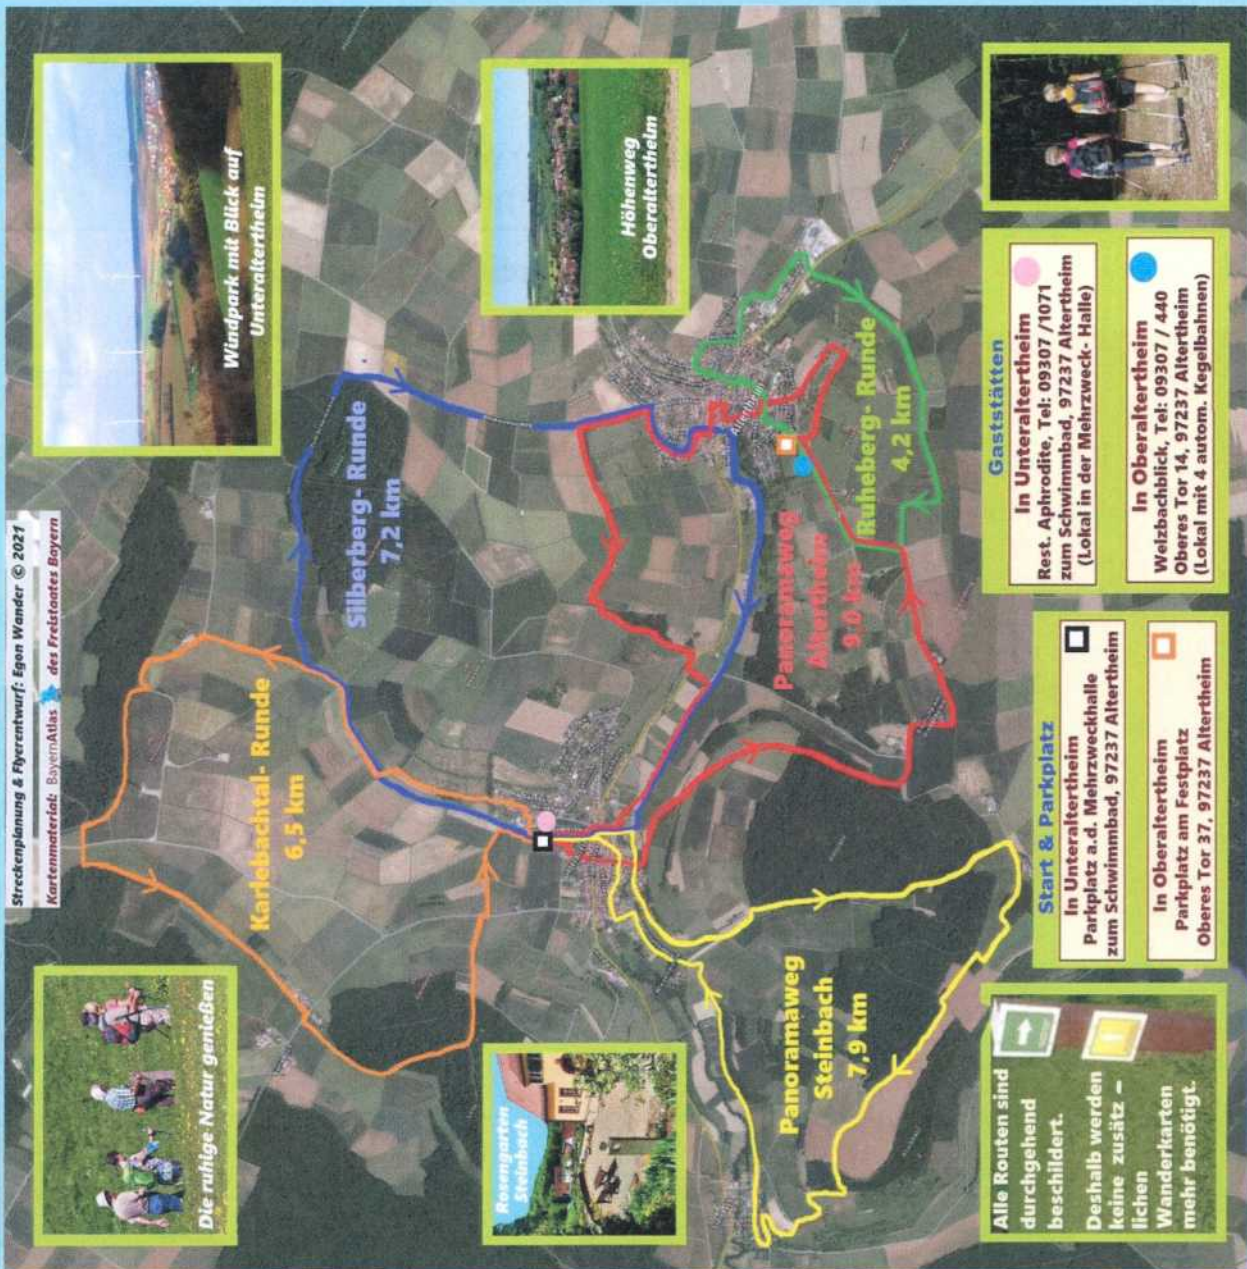 Streckenplanung & Flyerentwurf: Egon Wander © 2021
Kartenmaterial: BayernAtlas des Freistaates Bayern
Die ruhige Natur genießen
Windpark mit Blick auf
Unteraltertheim
Karlebachtal- Runde
6,5 km
Silberberg- Runde
7,2 km
Rosengarten
Steinbach
Höhenweg
Oberaltertheim
Panoramaweg
Steinbach
7,9 km
Panoramaweg
Altertheim
9,0 km
Ruheberg- Runde
4,2 km
Alle Routen sind
durchgehend
beschildert.
Deshalb werden
keine zusätz –
lichen
Wanderkarten
mehr benötigt.
Start & Parkplatz
In Unteraltertheim
Parkplatz a.d. Mehrzweckhalle
zum Schwimmbad, 97237 Altertheim
In Oberaltertheim
Parkplatz am Festplatz
Oberes Tor 37, 97237 Altertheim
Gaststätten
In Unteraltertheim
Rest. Aphrodite, Tel: 09307 /1071
zum Schwimmbad, 97237 Altertheim
(Lokal in der Mehrzweck- Halle)
In Oberaltertheim
Welzbachblick, Tel: 09307 / 440
Oberes Tor 14, 97237 Altertheim
(Lokal mit 4 autom. Kegelbahnen)